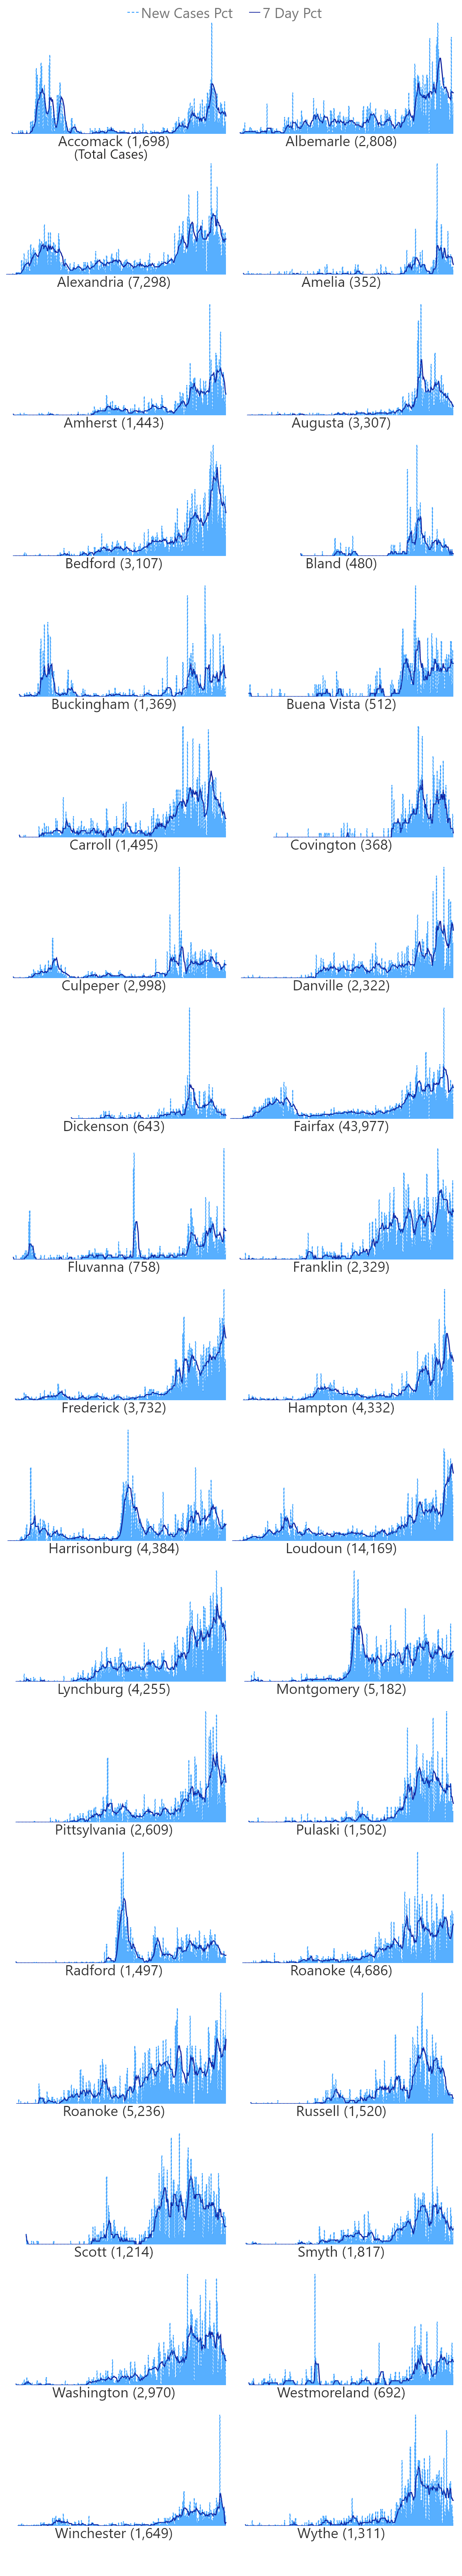 New Cases Pct 7 Day Pct
Accomack (1,698) Albemarle (2,808)
(Total Cases)
Alexandria (7,298) Amelia (352)
Amherst (1,443) Augusta (3,307)
Bedford (3,107) Bland (480)
Buckingham (1,369) Buena Vista (512)
Carroll (1,495) Covington (368)
Culpeper (2,998) Danville (2,322)
Dickenson (643) Fairfax (43,977)
Fluvanna (758) Franklin (2,329)
Frederick (3,732) Hampton (4,332)
Harrisonburg (4,384) Loudoun (14,169)
Lynchburg (4,255) Montgomery (5,182)
Pittsylvania (2,609) Pulaski (1,502)
Radford (1,497) Roanoke (4,686)
Roanoke (5,236) Russell (1,520)
Scott (1,214) Smyth (1,817)
Washington (2,970) Westmoreland (692)
Winchester (1,649) Wythe (1,311)